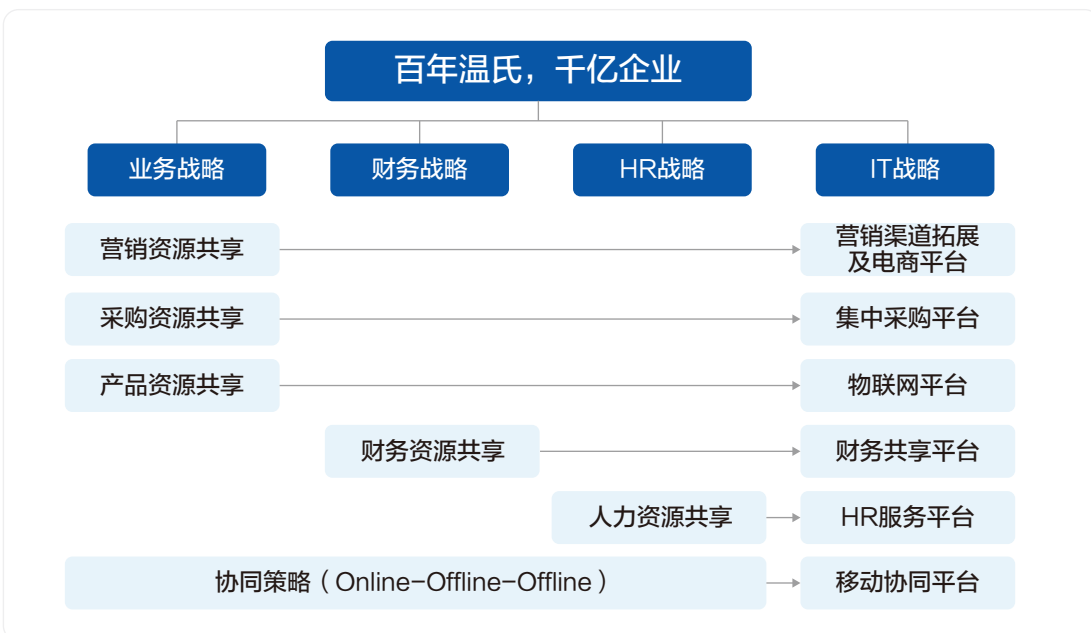 百年温氏，千亿企业
业务战略
财务战略
HR战略
IT战略
营销资源共享
营销渠道拓展
及电商平台
采购资源共享
集中采购平台
产品资源共享
物联网平台
财务资源共享
财务共享平台
人力资源共享
HR服务平台
协同策略（Online-Offline-Offline）
移动协同平台